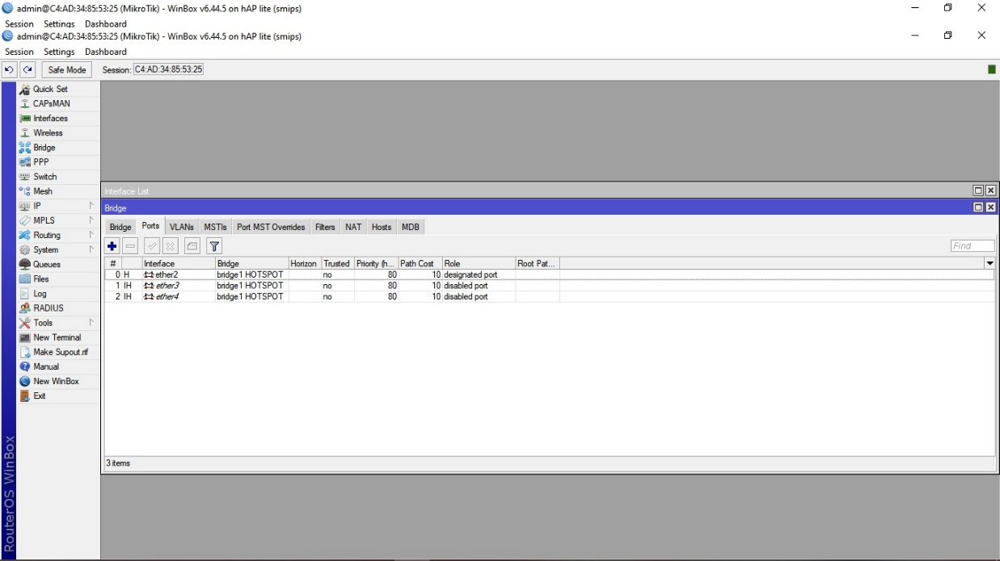 admin@C4:AD:34:85:53:25 (MikroTik) - WinBox v6.44.5 on hAP lite (smips)
Session Settings Dashboard
admin@C4:AD:34:85:53:25 (MikroTik) - WinBox v6.44.5 on hAP lite (smips)
Session Settings Dashboard
Safe Mode Session: C4:AD:34:85:53:25
Quick Set
CAPsMAN
Interfaces
Wireless
Bridge
PPP
Switch
Mesh
IP
MPLS
Routing
System
Queues
Files
Log
RADIUS
Tools
New Terminal
Make Supout.rif
Manual
New WinBox
Exit
RouterOS WinBox
Interface List
Bridge
Bridge Ports VLANs MSTIs Port MST Overrides Filters NAT Hosts MDB
Find
# Interface Bridge Horizon Trusted Priority (h... Path Cost Role Root Pat...
0 H ether2 bridge1 HOTSPOT no 80 10 designated port
1 IH ether3 bridge1 HOTSPOT no 80 10 disabled port
2 IH ether4 bridge1 HOTSPOT no 80 10 disabled port
3 items